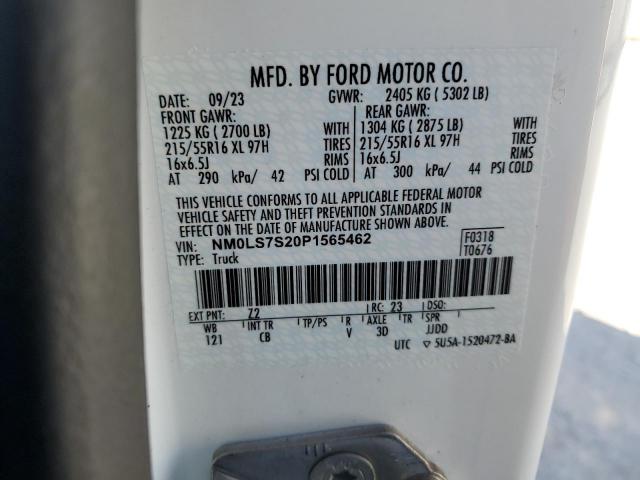 MFD. BY FORD MOTOR CO.
DATE: 09/23 GVWR: 2405 KG ( 5302 LB)
FRONT GAWR: REAR GAWR:
1225 KG ( 2700 LB) WITH 1304 KG ( 2875 LB) WITH
215/55R16 XL 97H TIRES 215/55R16 XL 97H TIRES
16x6.5J RIMS 16x6.5J RIMS
AT 290 kPa/ 42 PSI COLD AT 300 kPa/ 44 PSI COLD
THIS VEHICLE CONFORMS TO ALL APPLICABLE FEDERAL MOTOR
VEHICLE SAFETY AND THEFT PREVENTION STANDARDS IN
EFFECT ON THE DATE OF MANUFACTURE SHOWN ABOVE.
VIN: NM0LS7S20P1565462 F0318
TYPE: Truck T0676
EXT PNT: Z2 RC: 23 DSO:
WB INT TR TP/PS R AXLE TR SPR
121 CB V 3D JJDD
UTC ▽ 5U5A-1520472-BA